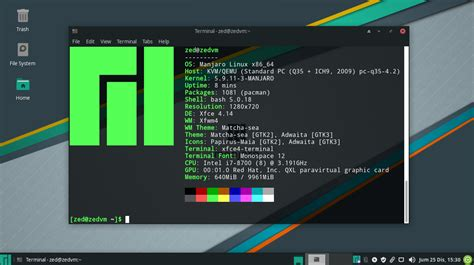 Trash
File System
Home
Terminal - zed@zedvm:~
File Edit View Terminal Tabs Help
zed@zedvm
---------
OS: Manjaro Linux x86_64
Host: KVM/QEMU (Standard PC (Q35 + ICH9, 2009) pc-q35-4.2)
Kernel: 5.9.11-3-MANJARO
Uptime: 8 mins
Packages: 1081 (pacman)
Shell: bash 5.0.18
Resolution: 1280x720
DE: Xfce 4.14
WM: Xfwm4
WM Theme: Matcha-sea
Theme: Matcha-sea [GTK2], Adwaita [GTK3]
Icons: Papirus-Maia [GTK2], Adwaita [GTK3]
Terminal: xfce4-terminal
Terminal Font: Monospace 12
CPU: Intel i7-8700 (8) @ 3.191GHz
GPU: 00:01.0 Red Hat, Inc. QXL paravirtual graphic card
Memory: 640MiB / 9961MiB
[zed@zedvm ~]$
Terminal - zed@zedvm:~
Jum 25 Dis, 15:30